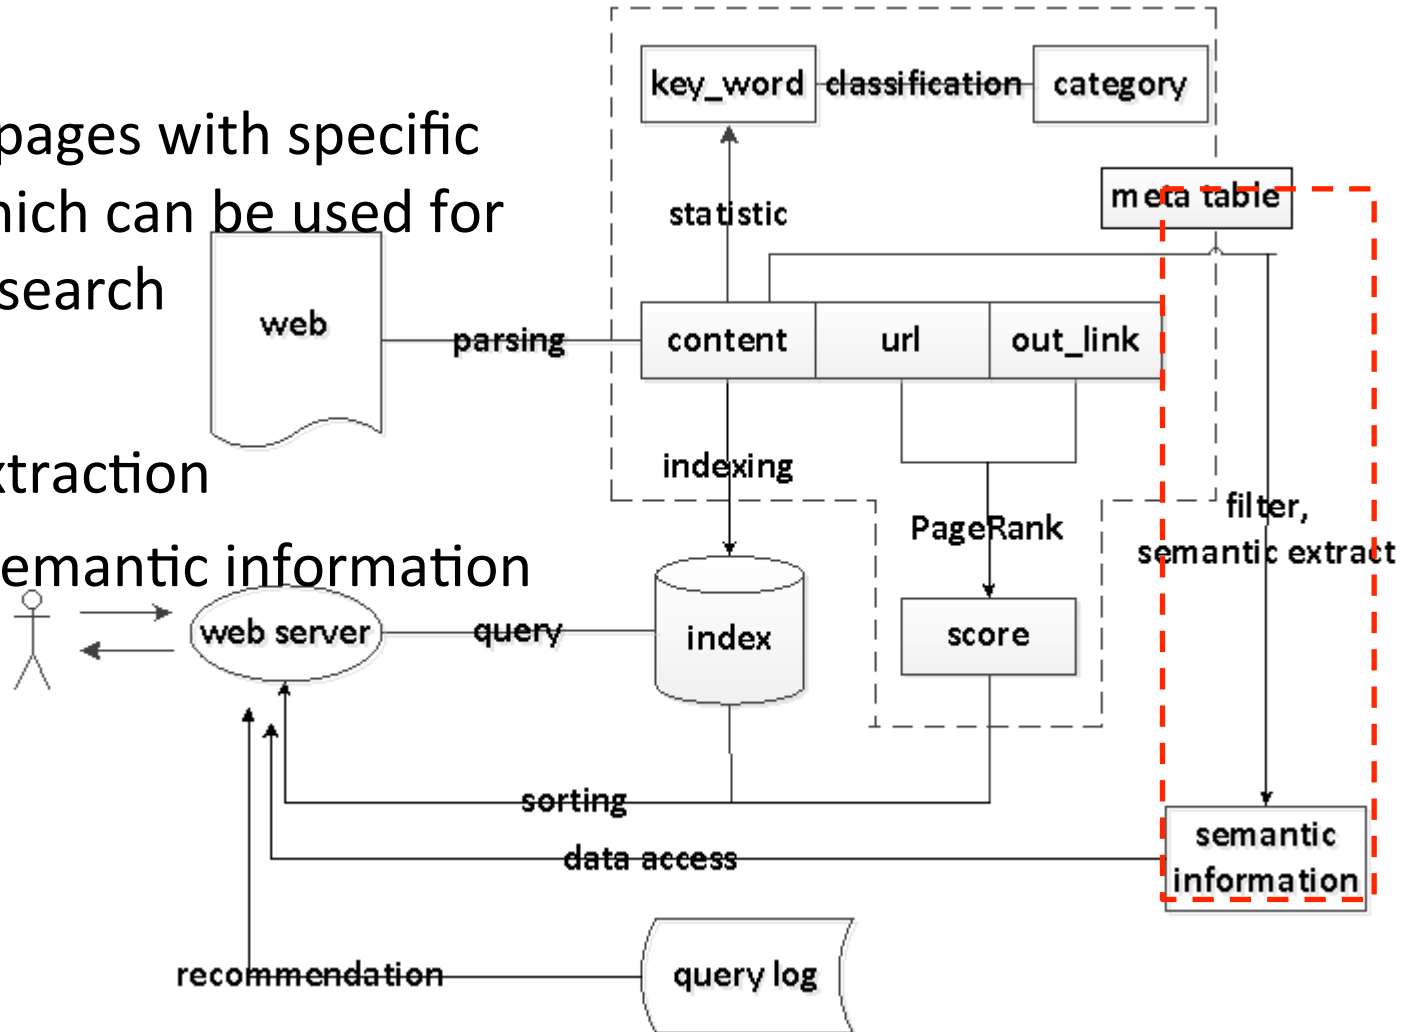 pages with specific
hich can be used for
search
xtraction
emantic information
key_word
classification
category
meta table
statistic
web
parsing
content
url
out_link
indexing
PageRank
filter,
semantic extract
web server
query
index
score
sorting
data access
semantic
information
recommendation
query log